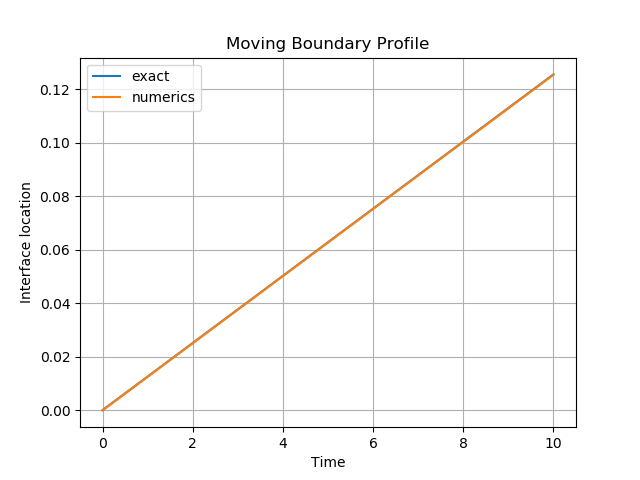 Moving Boundary Profile
exact
numerics
Interface location
0.12
0.10
0.08
0.06
0.04
0.02
0.00
0 2 4 6 8 10
Time